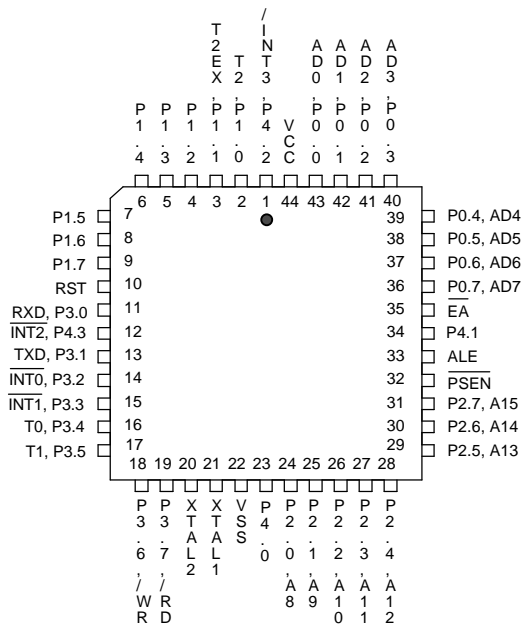 P1.4
P1.3
P1.2
T2EX,P1.1
T2,P1.0
/INT3,P4.2
VCC
AD0,P0.0
AD1,P0.1
AD2,P0.2
AD3,P0.3
6 5 4 3 2 1 44 43 42 41 40
P1.5 7
P1.6 8
P1.7 9
RST 10
RXD, P3.0 11
INT2, P4.3 12
TXD, P3.1 13
INT0, P3.2 14
INT1, P3.3 15
T0, P3.4 16
T1, P3.5 17
39 P0.4, AD4
38 P0.5, AD5
37 P0.6, AD6
36 P0.7, AD7
35 EA
34 P4.1
33 ALE
32 PSEN
31 P2.7, A15
30 P2.6, A14
29 P2.5, A13
18 19 20 21 22 23 24 25 26 27 28
P3.6,/WR
P3.7,/RD
XTAL2
XTAL1
VSS
P4.0
P2.0,A8
P2.1,A9
P2.2,A10
P2.3,A11
P2.4,A12